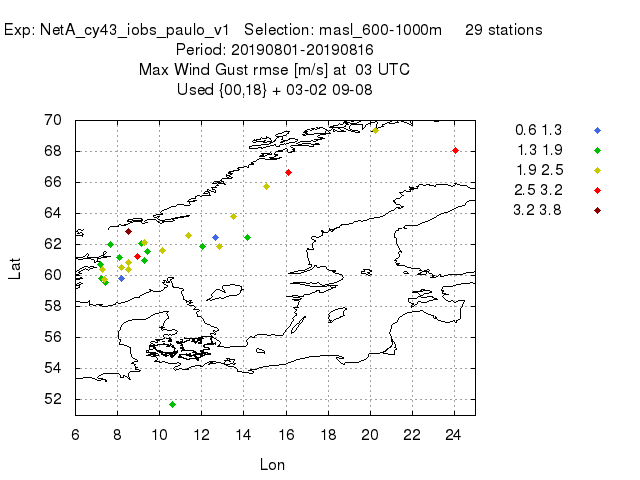 Exp: NetA_cy43_iobs_paulo_v1 Selection: masl_600-1000m 29 stations
Period: 20190801-20190816
Max Wind Gust rmse [m/s] at 03 UTC
Used {00,18} + 03-02 09-08
70
68
66
64
62
60
58
56
54
52
Lat
6 8 10 12 14 16 18 20 22 24
Lon
0.6 1.3
1.3 1.9
1.9 2.5
2.5 3.2
3.2 3.8